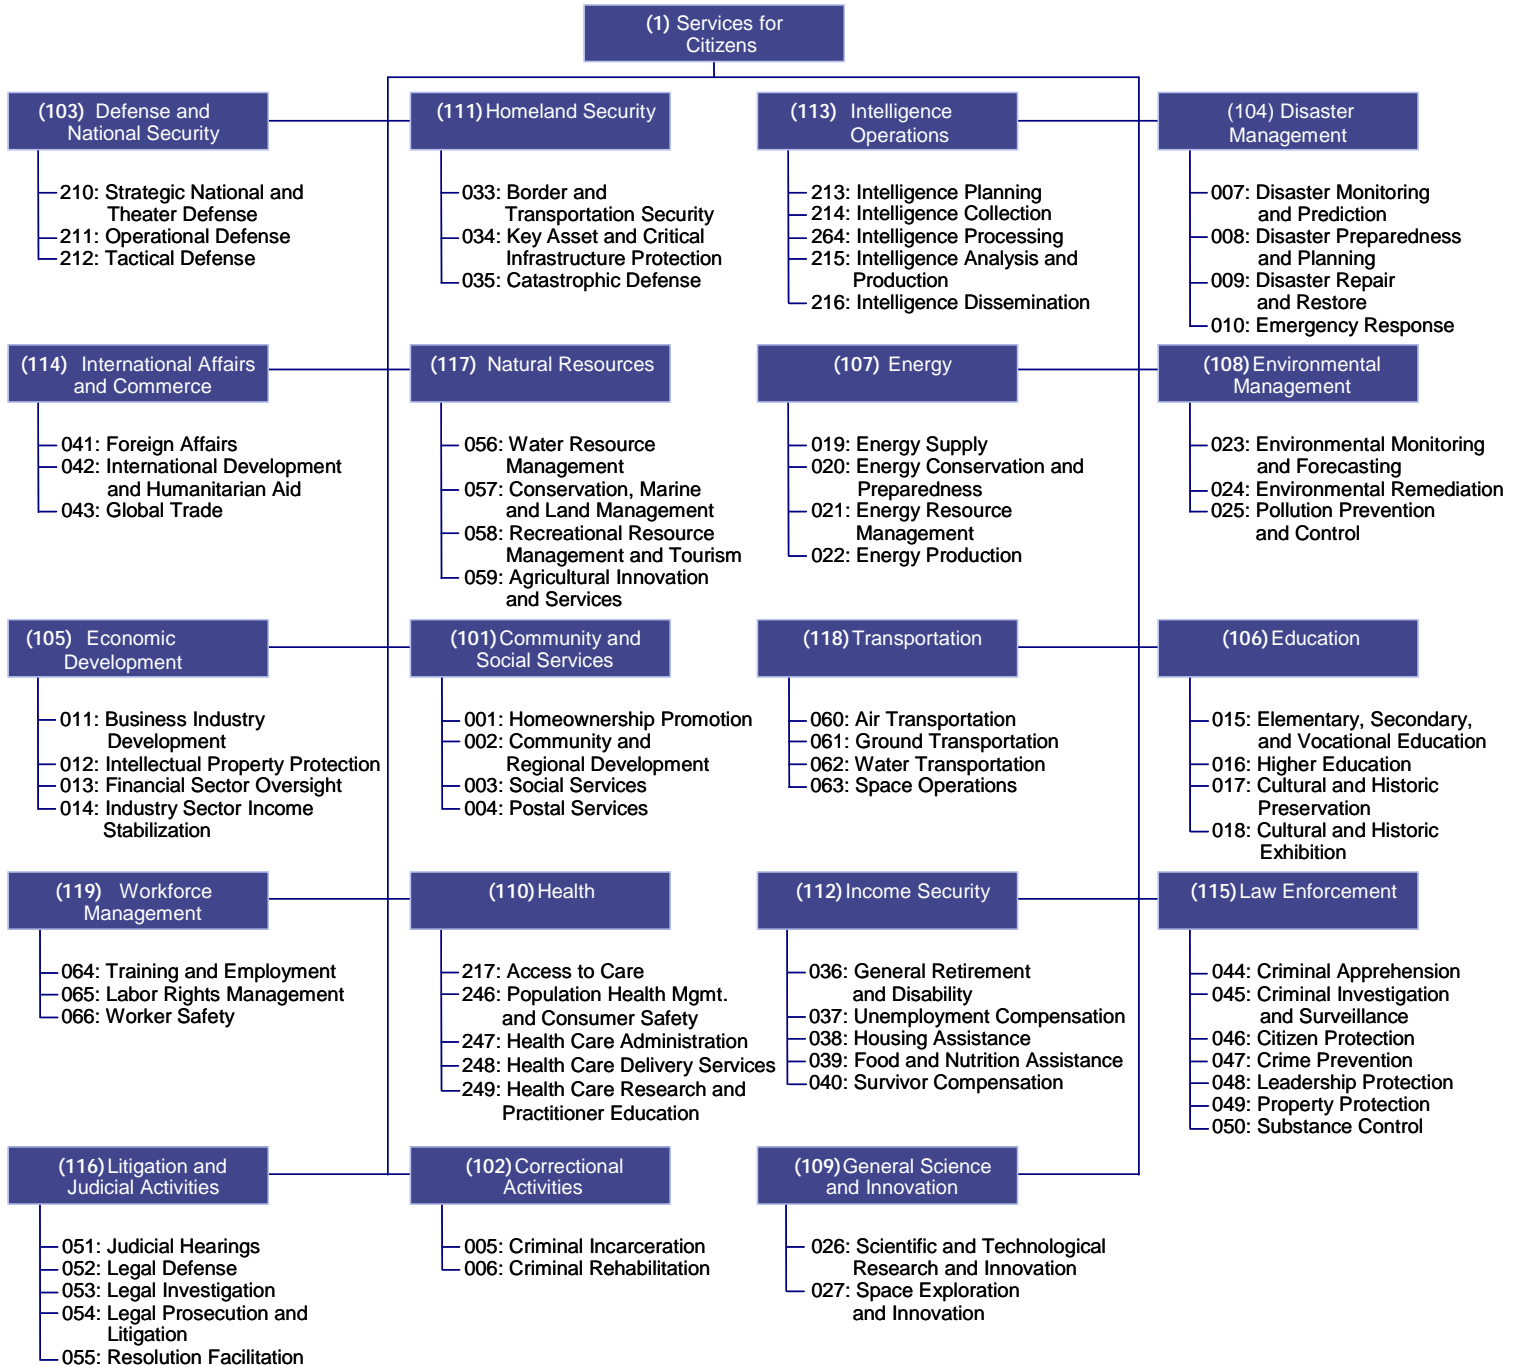 (1) Services for
Citizens
(103) Defense and
National Security
210: Strategic National and
Theater Defense
211: Operational Defense
212: Tactical Defense
(111) Homeland Security
033: Border and
Transportation Security
034: Key Asset and Critical
Infrastructure Protection
035: Catastrophic Defense
(113) Intelligence
Operations
213: Intelligence Planning
214: Intelligence Collection
264: Intelligence Processing
215: Intelligence Analysis and
Production
216: Intelligence Dissemination
(104) Disaster
Management
007: Disaster Monitoring
and Prediction
008: Disaster Preparedness
and Planning
009: Disaster Repair
and Restore
010: Emergency Response
(114) International Affairs
and Commerce
041: Foreign Affairs
042: International Development
and Humanitarian Aid
043: Global Trade
(117) Natural Resources
056: Water Resource
Management
057: Conservation, Marine
and Land Management
058: Recreational Resource
Management and Tourism
059: Agricultural Innovation
and Services
(107) Energy
019: Energy Supply
020: Energy Conservation and
Preparedness
021: Energy Resource
Management
022: Energy Production
(108) Environmental
Management
023: Environmental Monitoring
and Forecasting
024: Environmental Remediation
025: Pollution Prevention
and Control
(105) Economic
Development
011: Business Industry
Development
012: Intellectual Property Protection
013: Financial Sector Oversight
014: Industry Sector Income
Stabilization
(101) Community and
Social Services
001: Homeownership Promotion
002: Community and
Regional Development
003: Social Services
004: Postal Services
(118) Transportation
060: Air Transportation
061: Ground Transportation
062: Water Transportation
063: Space Operations
(106) Education
015: Elementary, Secondary,
and Vocational Education
016: Higher Education
017: Cultural and Historic
Preservation
018: Cultural and Historic
Exhibition
(119) Workforce
Management
064: Training and Employment
065: Labor Rights Management
066: Worker Safety
(110) Health
217: Access to Care
246: Population Health Mgmt.
and Consumer Safety
247: Health Care Administration
248: Health Care Delivery Services
249: Health Care Research and
Practitioner Education
(112) Income Security
036: General Retirement
and Disability
037: Unemployment Compensation
038: Housing Assistance
039: Food and Nutrition Assistance
040: Survivor Compensation
(115) Law Enforcement
044: Criminal Apprehension
045: Criminal Investigation
and Surveillance
046: Citizen Protection
047: Crime Prevention
048: Leadership Protection
049: Property Protection
050: Substance Control
(116) Litigation and
Judicial Activities
051: Judicial Hearings
052: Legal Defense
053: Legal Investigation
054: Legal Prosecution and
Litigation
055: Resolution Facilitation
(102) Correctional
Activities
005: Criminal Incarceration
006: Criminal Rehabilitation
(109) General Science
and Innovation
026: Scientific and Technological
Research and Innovation
027: Space Exploration
and Innovation